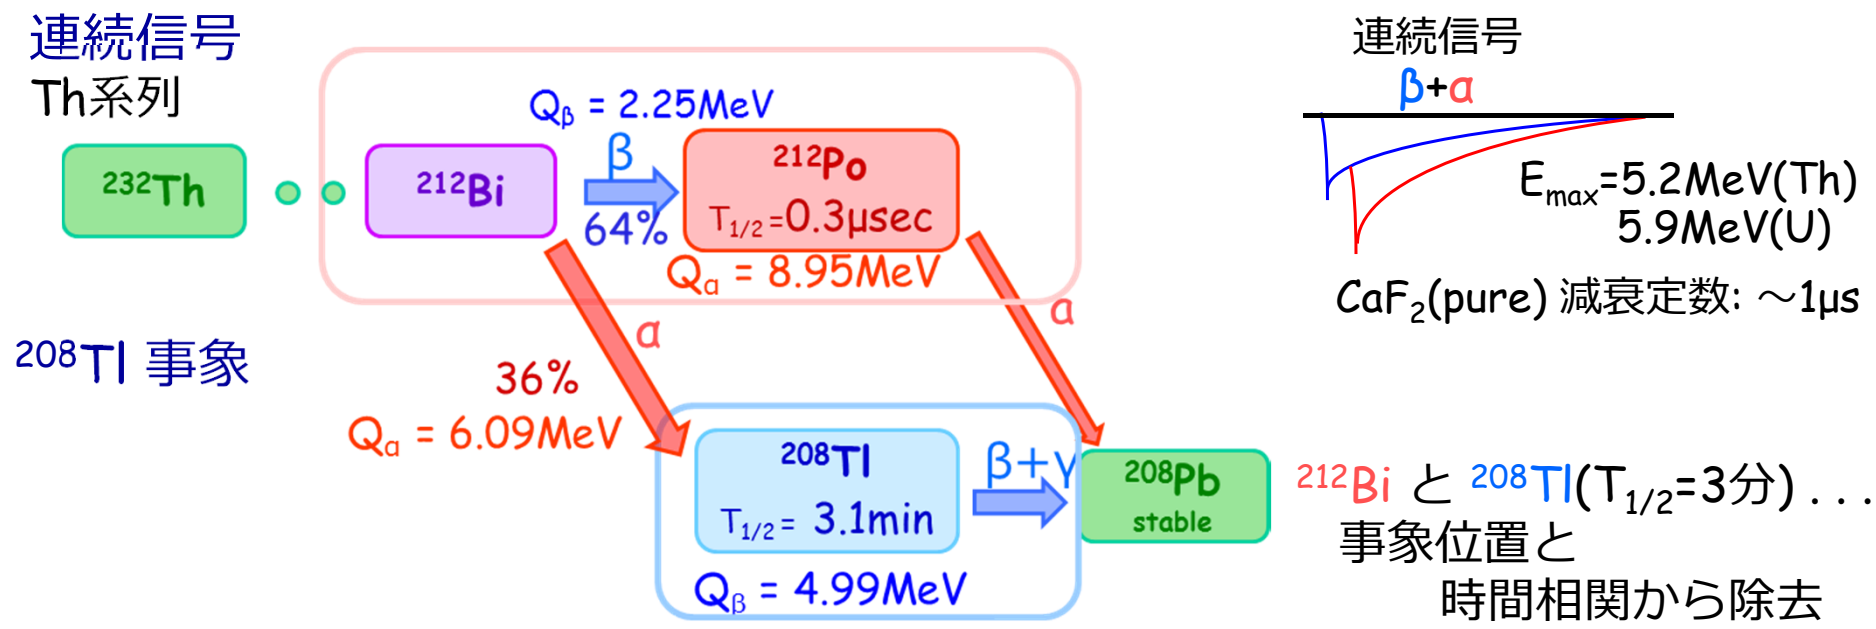 連続信号
Th系列
²³²Th
²¹²Bi
Qᵦ = 2.25MeV
β
64%
²¹²Po
T₁/₂=0.3μsec
Qα = 8.95MeV
α
α
36%
Qα = 6.09MeV
²⁰⁸Tl 事象
²⁰⁸Tl
T₁/₂= 3.1min
Qᵦ = 4.99MeV
β+γ
²⁰⁸Pb
stable
連続信号
β+α
Emax=5.2MeV(Th)
5.9MeV(U)
CaF₂(pure) 減衰定数: ～1μs
²¹²Bi と ²⁰⁸Tl(T₁/₂=3分) . . .
事象位置と
時間相関から除去